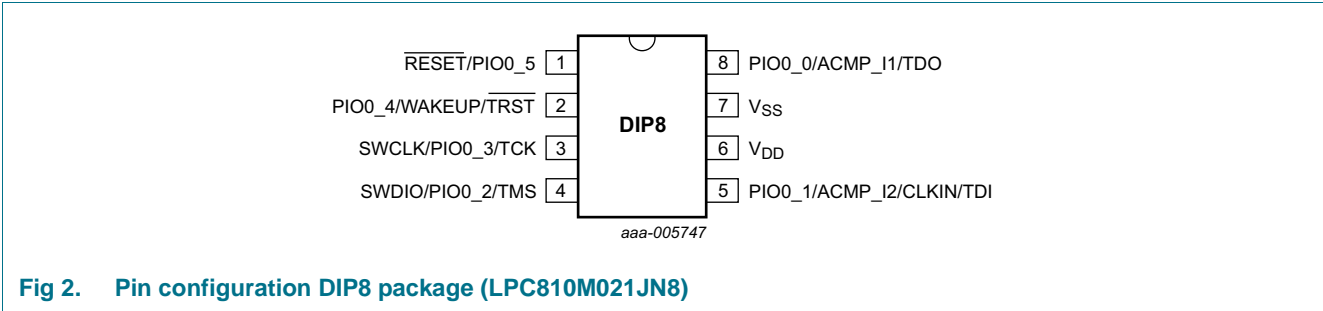 RESET/PIO0_5 1 8 PIO0_0/ACMP_I1/TDO
PIO0_4/WAKEUP/TRST 2 7 VSS
DIP8
SWCLK/PIO0_3/TCK 3 6 VDD
SWDIO/PIO0_2/TMS 4 5 PIO0_1/ACMP_I2/CLKIN/TDI
aaa-005747
Fig 2. Pin configuration DIP8 package (LPC810M021JN8)